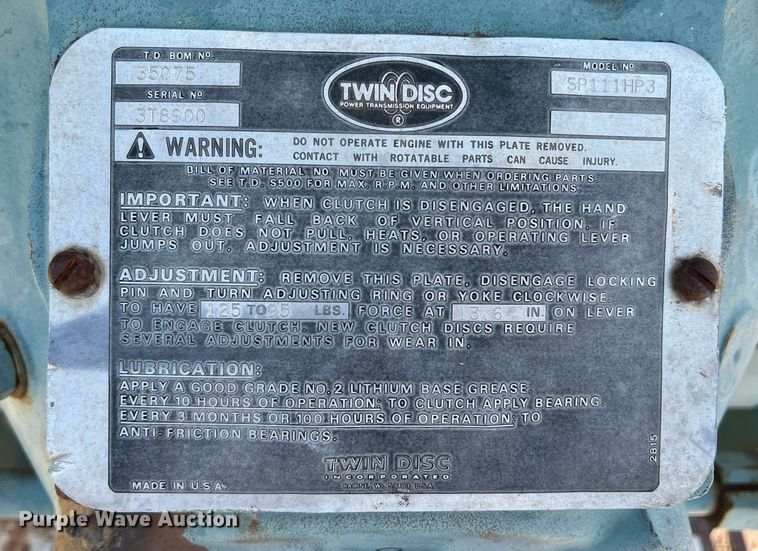 T.D. BOM Nº
35075
SERIAL Nº
3T8900
TWIN DISC
POWER TRANSMISSION EQUIPMENT
®
MODEL Nº
SP111HP3
WARNING: DO NOT OPERATE ENGINE WITH THIS PLATE REMOVED.
CONTACT WITH ROTATABLE PARTS CAN CAUSE INJURY.
BILL OF MATERIAL NO. MUST BE GIVEN WHEN ORDERING PARTS.
SEE T.D. S500 FOR MAX. R.P.M. AND OTHER LIMITATIONS.
IMPORTANT: WHEN CLUTCH IS DISENGAGED, THE HAND
LEVER MUST FALL BACK OF VERTICAL POSITION. IF
CLUTCH DOES NOT PULL, HEATS, OR OPERATING LEVER
JUMPS OUT, ADJUSTMENT IS NECESSARY.
ADJUSTMENT: REMOVE THIS PLATE, DISENGAGE LOCKING
PIN AND TURN ADJUSTING RING OR YOKE CLOCKWISE.
TO HAVE 125 TO 95 LBS. FORCE AT 13.6 IN. ON LEVER
TO ENGAGE CLUTCH. NEW CLUTCH DISCS REQUIRE
SEVERAL ADJUSTMENTS FOR WEAR IN.
LUBRICATION:
APPLY A GOOD GRADE NO. 2 LITHIUM BASE GREASE.
EVERY 10 HOURS OF OPERATION: TO CLUTCH APPLY BEARING.
EVERY 3 MONTHS OR 100 HOURS OF OPERATION: TO
ANTI-FRICTION BEARINGS.
TWIN DISC
INCORPORATED
RACINE, U.S.A.
MADE IN U.S.A.
2815
Purple Wave Auction